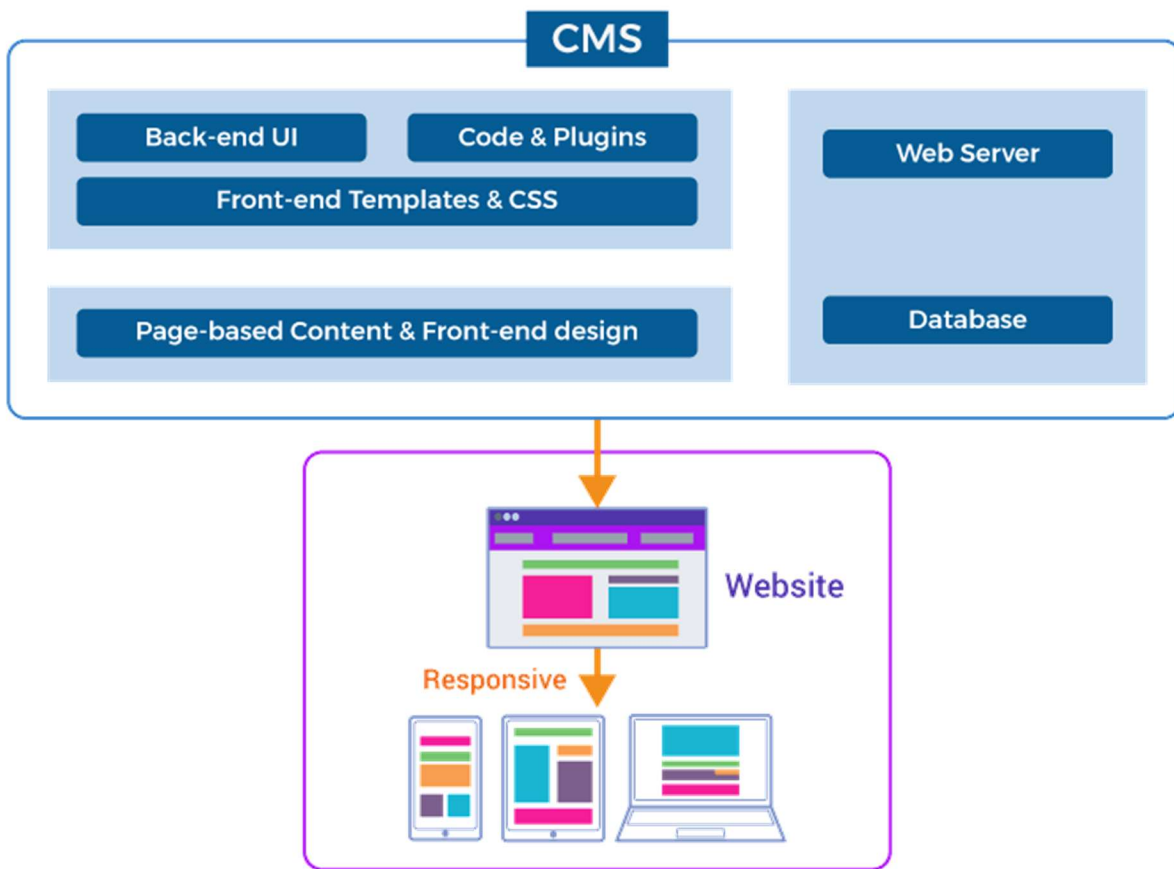 CMS
Back-end UI
Code & Plugins
Front-end Templates & CSS
Page-based Content & Front-end design
Web Server
Database
Website
Responsive